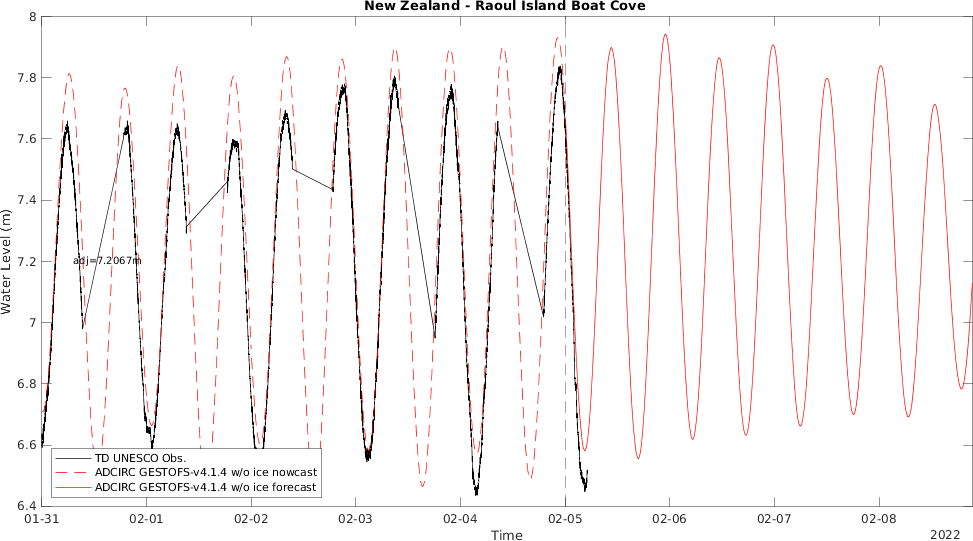 New Zealand - Raoul Island Boat Cove
8
7.8
7.6
7.4
7.2
7
6.8
6.6
6.4
Water Level (m)
adj=7.2067m
TD UNESCO Obs.
ADCIRC GESTOFS-v4.1.4 w/o ice nowcast
ADCIRC GESTOFS-v4.1.4 w/o ice forecast
01-31 02-01 02-02 02-03 02-04 02-05 02-06 02-07 02-08
Time
2022